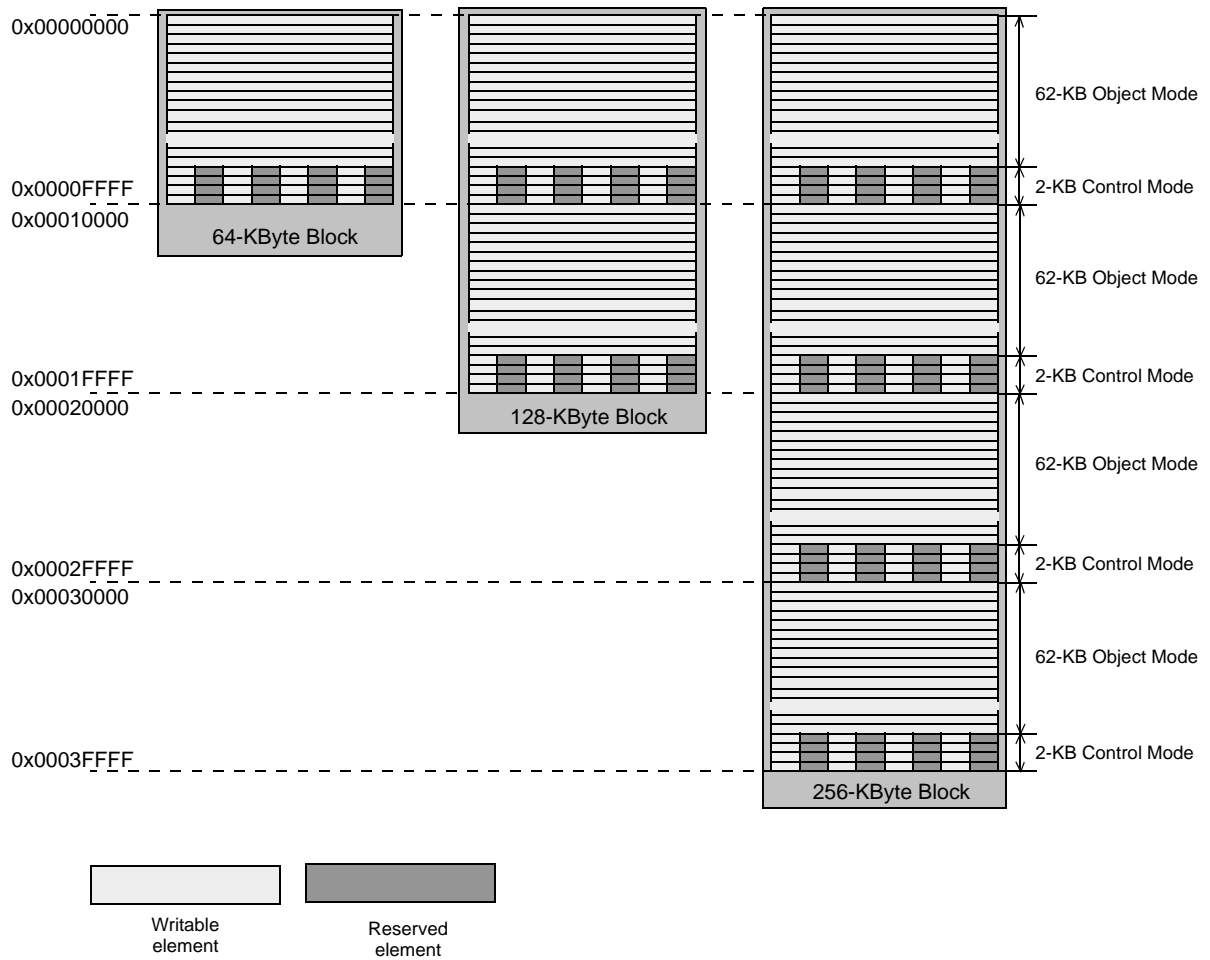 0x00000000
62-KB Object Mode
0x0000FFFF
2-KB Control Mode
0x00010000
64-KByte Block
62-KB Object Mode
0x0001FFFF
2-KB Control Mode
0x00020000
128-KByte Block
62-KB Object Mode
0x0002FFFF
2-KB Control Mode
0x00030000
62-KB Object Mode
0x0003FFFF
2-KB Control Mode
256-KByte Block
Writable
element
Reserved
element